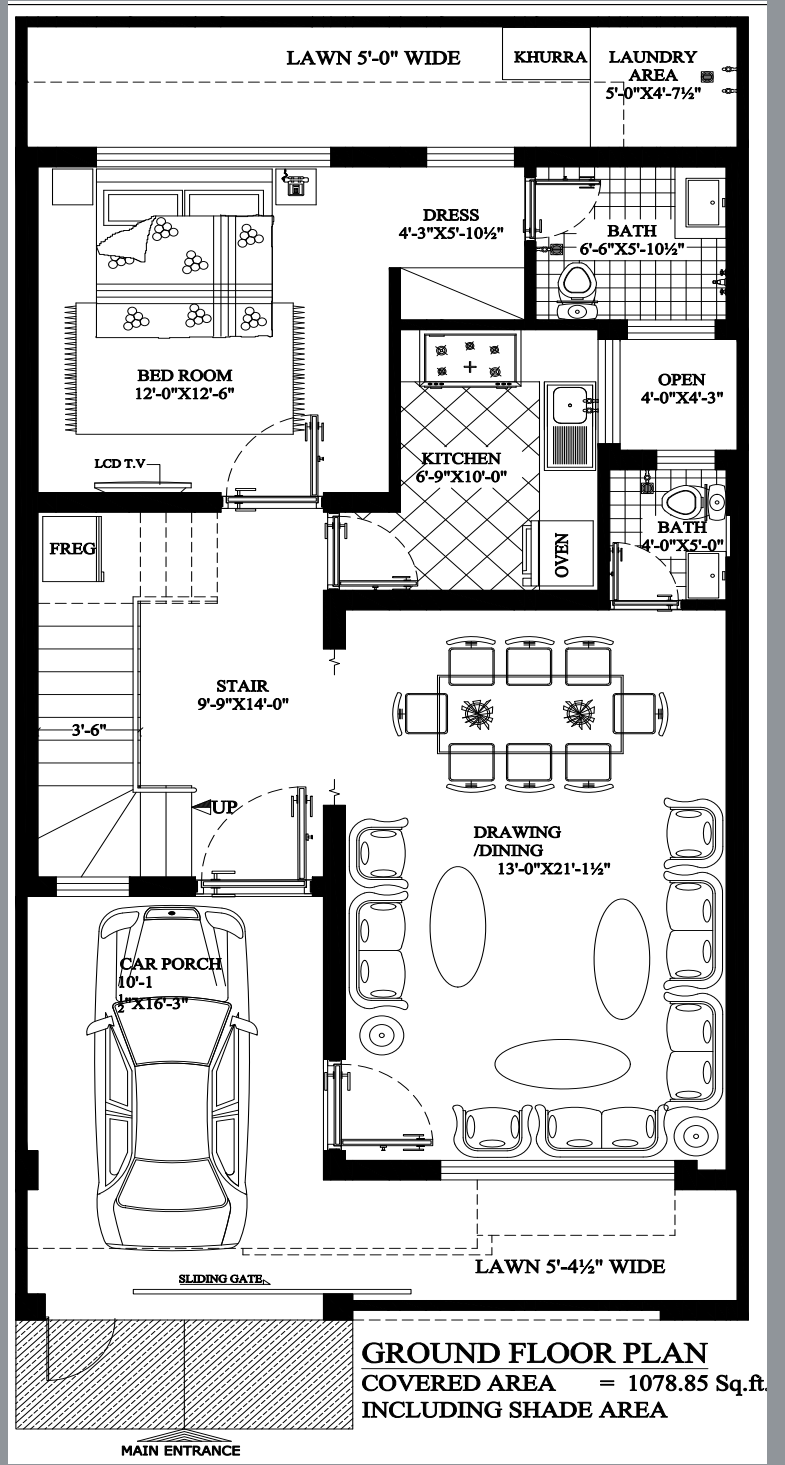 LAWN 5'-0" WIDE
KHURRA
LAUNDRY
AREA
5'-0"X4'-7½"
DRESS
4'-3"X5'-10½"
BATH
6'-6"X5'-10½"
BED ROOM
12'-0"X12'-6"
OPEN
4'-0"X4'-3"
LCD T.V
KITCHEN
6'-9"X10'-0"
BATH
4'-0"X5'-0"
FREG
OVEN
STAIR
9'-9"X14'-0"
3'-6"
UP
DRAWING
/DINING
13'-0"X21'-1½"
CAR PORCH
10'-1
½"X16'-3"
LAWN 5'-4½" WIDE
SLIDING GATE
GROUND FLOOR PLAN
COVERED AREA = 1078.85 Sq.ft.
INCLUDING SHADE AREA
MAIN ENTRANCE